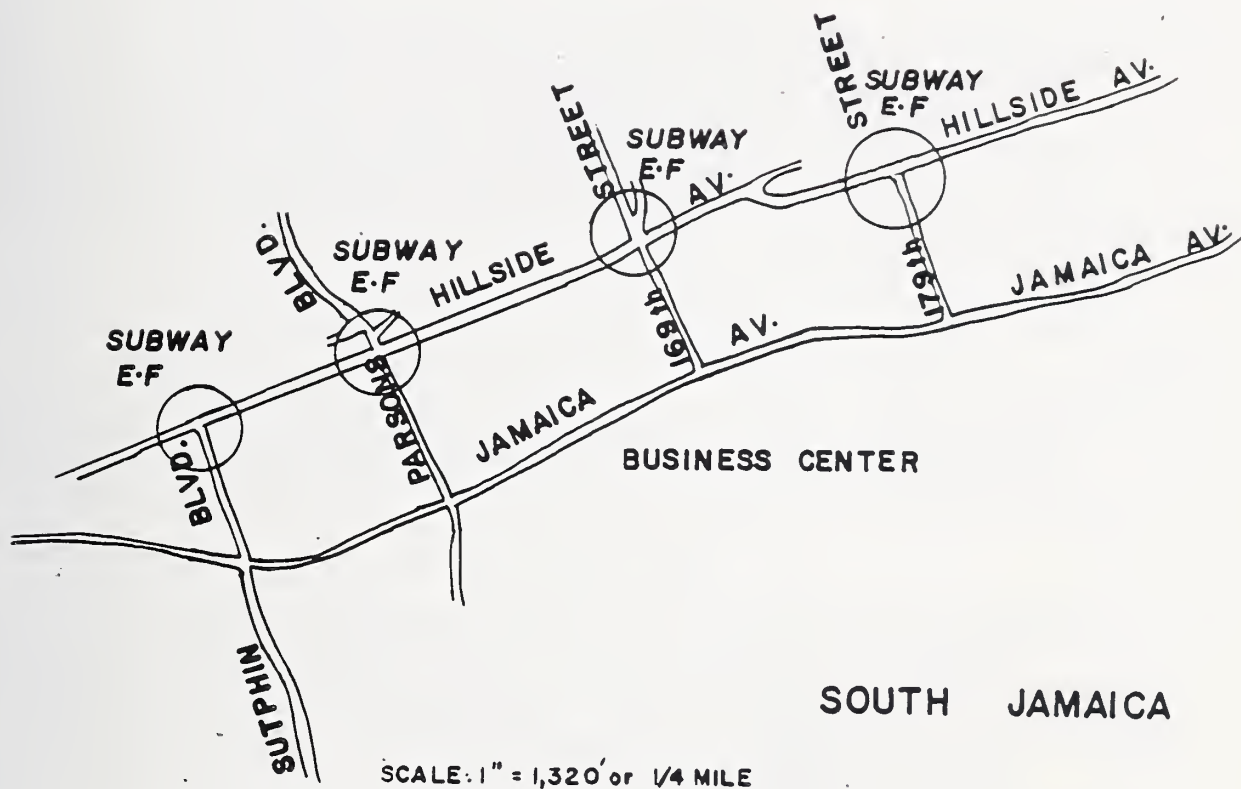 STREET
SUBWAY
E·F
HILLSIDE AV.
STREET
SUBWAY
E·F
AV.
BLVD.
SUBWAY
E·F
HILLSIDE
179th
JAMAICA AV.
SUBWAY
E·F
169th
AV.
BLVD.
PARSONS
JAMAICA
BUSINESS CENTER
SUTPHIN
SOUTH JAMAICA
SCALE: 1" = 1,320' or 1/4 MILE